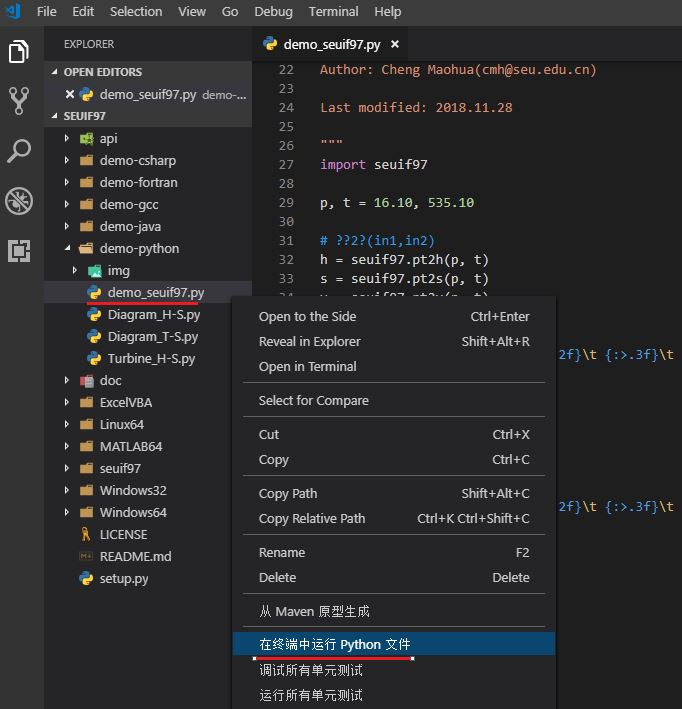 File Edit Selection View Go Debug Terminal Help
EXPLORER
OPEN EDITORS
demo_seuif97.py demo-...
SEUIF97
api
demo-csharp
demo-fortran
demo-gcc
demo-java
demo-python
img
demo_seuif97.py
Diagram_H-S.py
Diagram_T-S.py
Turbine_H-S.py
doc
ExcelVBA
Linux64
MATLAB64
seuif97
Windows32
Windows64
LICENSE
README.md
setup.py
demo_seuif97.py
22 Author: Cheng Maohua(cmh@seu.edu.cn)
23
24 Last modified: 2018.11.28
25
26 """
27 import seuif97
28
29 p, t = 16.10, 535.10
30
31 # ??2?(in1,in2)
32 h = seuif97.pt2h(p, t)
33 s = seuif97.pt2s(p, t)
2f}\t {:>.3f}\t
2f}\t {:>.3f}\t
Open to the Side Ctrl+Enter
Reveal in Explorer Shift+Alt+R
Open in Terminal
Select for Compare
Cut Ctrl+X
Copy Ctrl+C
Copy Path Shift+Alt+C
Copy Relative Path Ctrl+K Ctrl+Shift+C
Rename F2
Delete Delete
从 Maven 原型生成
在终端中运行 Python 文件
调试所有单元测试
运行所有单元测试